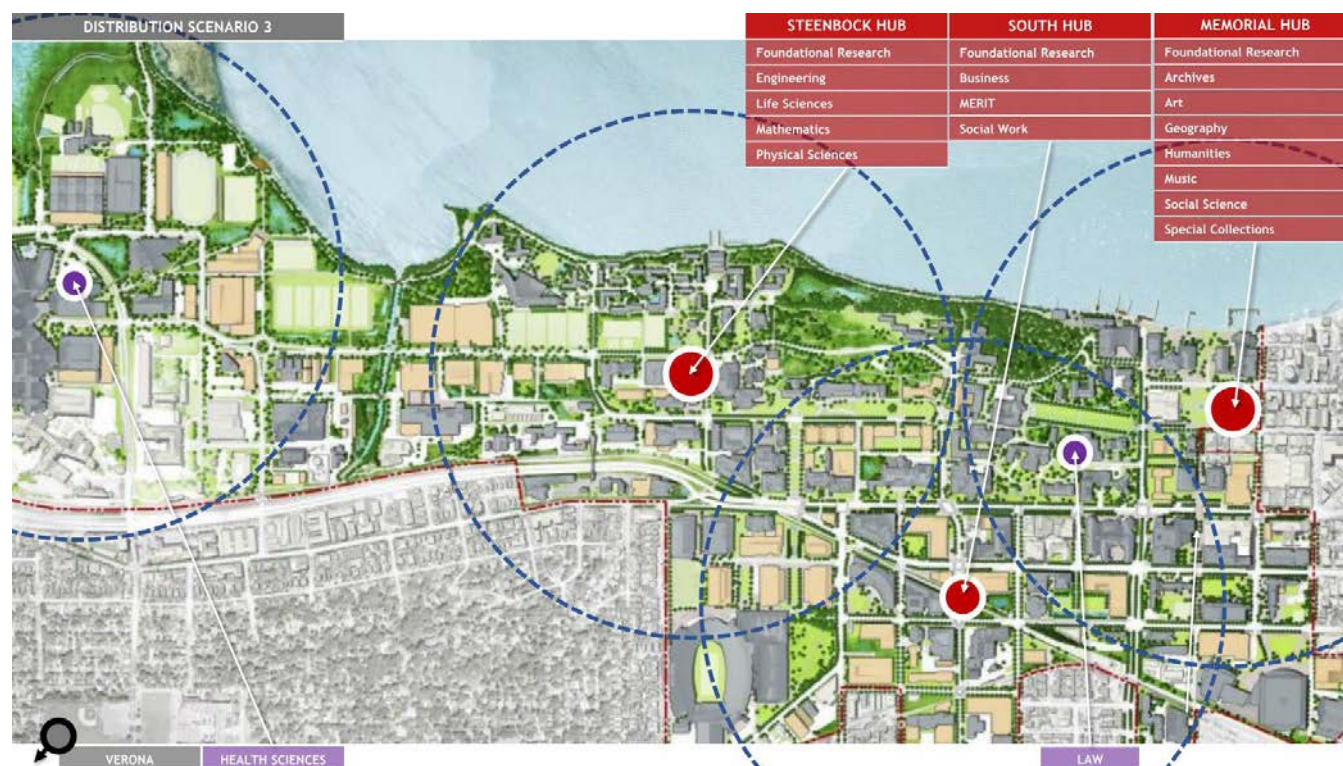 DISTRIBUTION SCENARIO 3
STEENBOCK HUB
Foundational Research
Engineering
Life Sciences
Mathematics
Physical Sciences
SOUTH HUB
Foundational Research
Business
MERIT
Social Work
MEMORIAL HUB
Foundational Research
Archives
Art
Geography
Humanities
Music
Social Science
Special Collections
VERONA
HEALTH SCIENCES
LAW